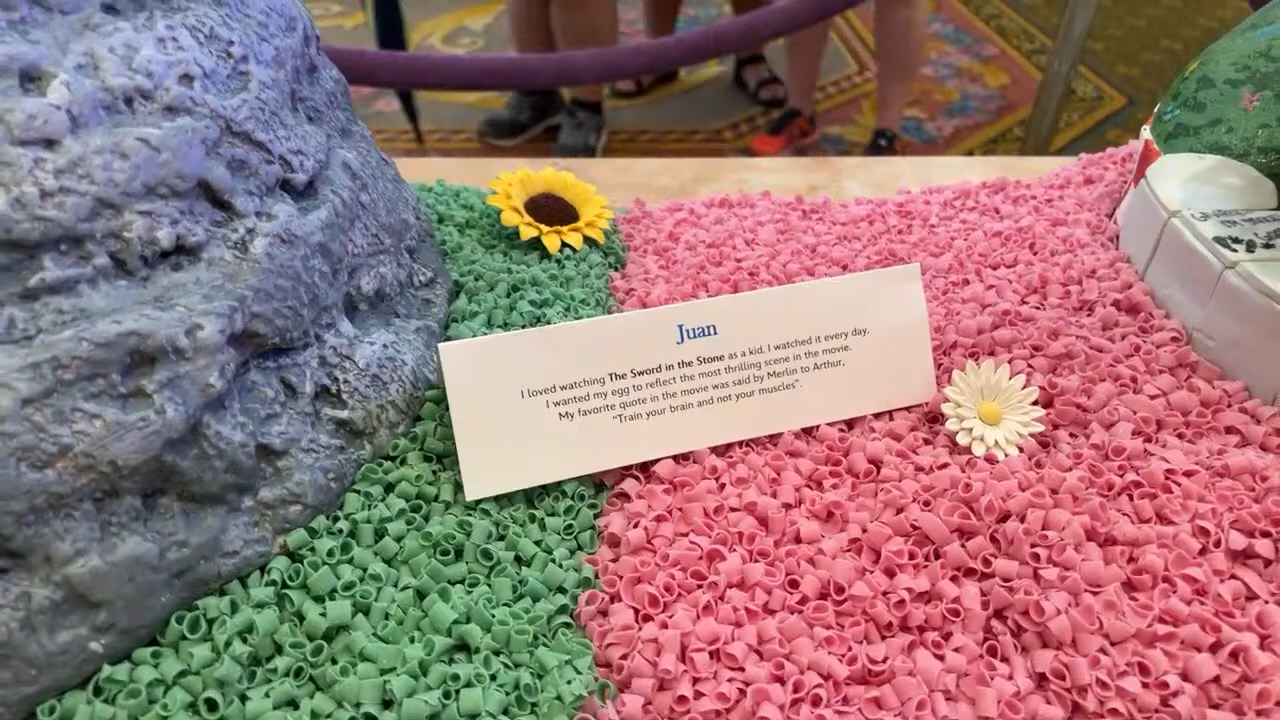 Juan
I loved watching The Sword in the Stone as a kid. I watched it every day.
I wanted my egg to reflect the most thrilling scene in the movie.
My favorite quote in the movie was said by Merlin to Arthur,
"Train your brain and not your muscles".